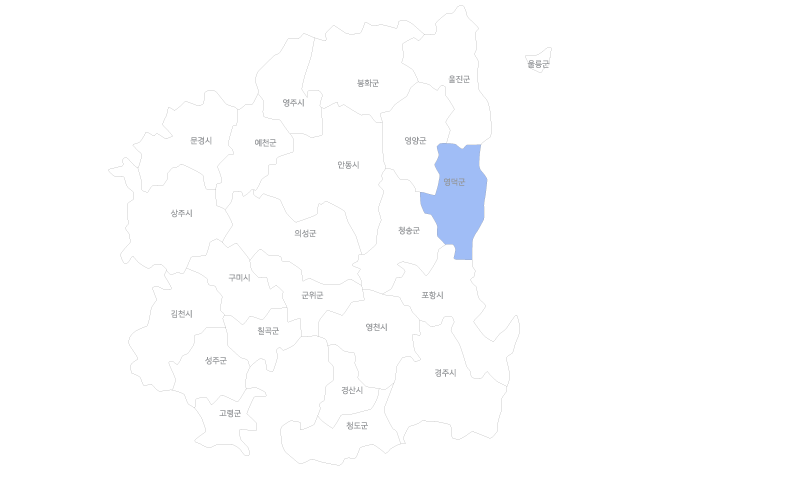 울릉군
울진군
봉화군
영주시
문경시
예천군
영양군
안동시
영덕군
상주시
의성군
청송군
구미시
군위군
포항시
김천시
칠곡군
영천시
성주군
경주시
경산시
고령군
청도군